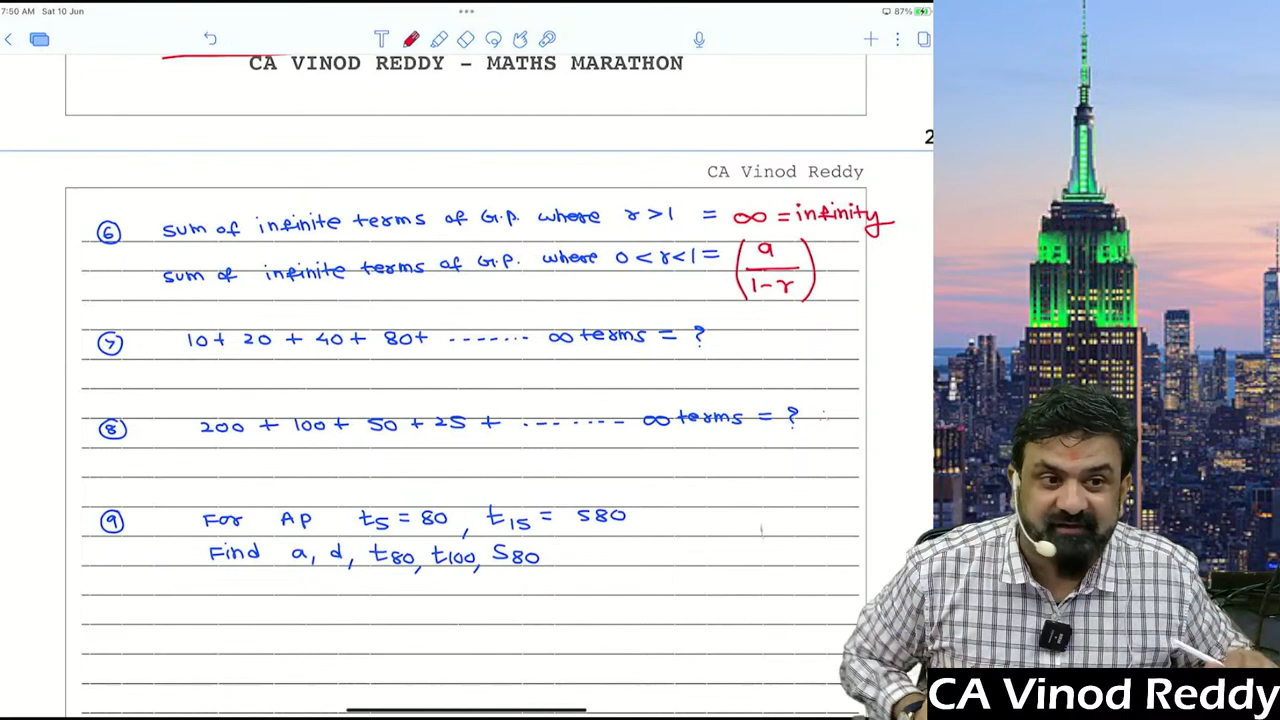 7:50 AM Sat 10 Jun
87%
T
CA VINOD REDDY - MATHS MARATHON
2
CA Vinod Reddy
⑥ sum of infinite terms of G.P. where r > 1 = ∞ = infinity
sum of infinite terms of G.P. where 0 < r < 1 = (a/(1-r))
⑦ 10 + 20 + 40 + 80 + ....... ∞ terms = ?
⑧ 200 + 100 + 50 + 25 + ....... ∞ terms = ?
⑨ For AP t5 = 80, t15 = 580
Find a, d, t80, t100, S80
CA Vinod Reddy